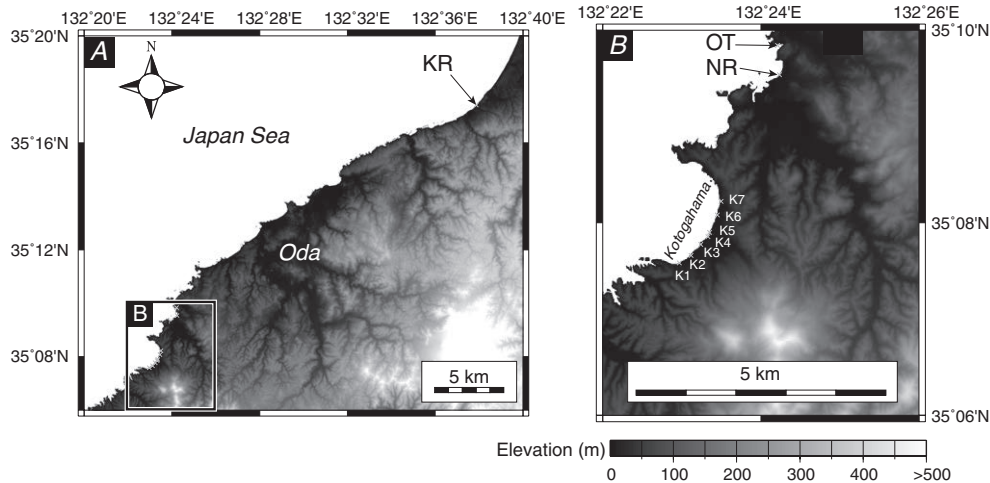 132˚20'E 132˚24'E 132˚28'E 132˚32'E 132˚36'E 132˚40'E
35˚20'N
35˚16'N
35˚12'N
35˚08'N
A
N
KR
Japan Sea
Oda
B
5 km
132˚22'E 132˚24'E 132˚26'E
35˚10'N
35˚08'N
35˚06'N
B
OT
NR
Kotogahama
K7
K6
K5
K4
K3
K2
K1
5 km
Elevation (m)
0 100 200 300 400 >500